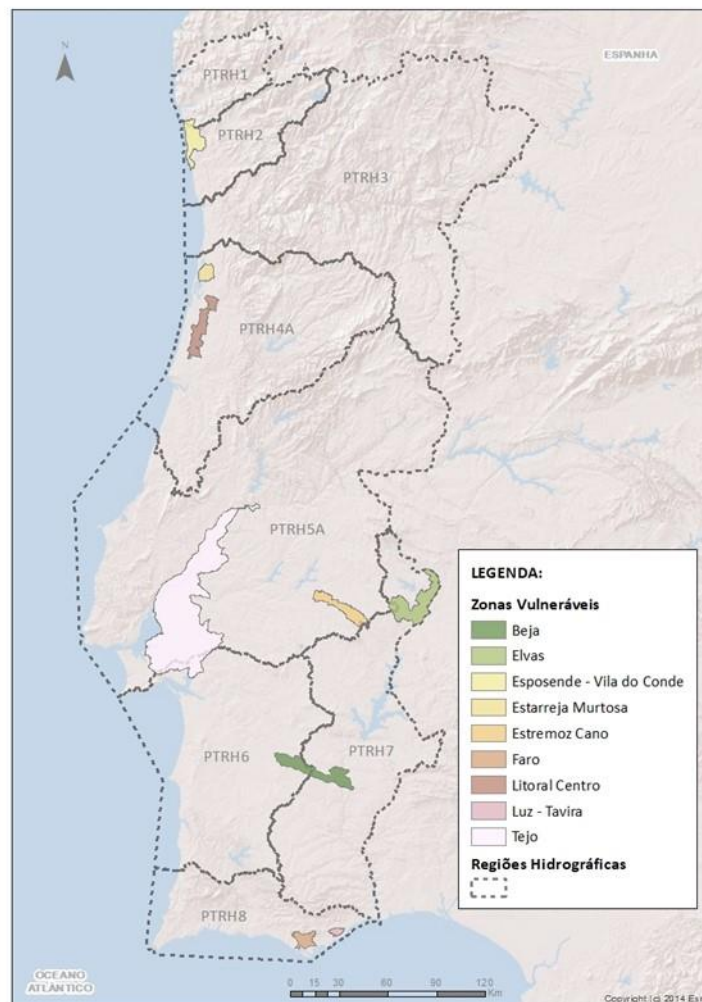 N
ESPANHA
PTRH1
PTRH2
PTRH3
PTRH4A
PTRH5A
PTRH6
PTRH7
PTRH8
LEGENDA:
Zonas Vulneráveis
Beja
Elvas
Esposende - Vila do Conde
Estarreja Murtosa
Estremoz Cano
Faro
Litoral Centro
Luz - Tavira
Tejo
Regiões Hidrográficas
OCEANO
ATLÂNTICO
0 15 30 60 90 120
Km
Copyright (c) 2014 Es